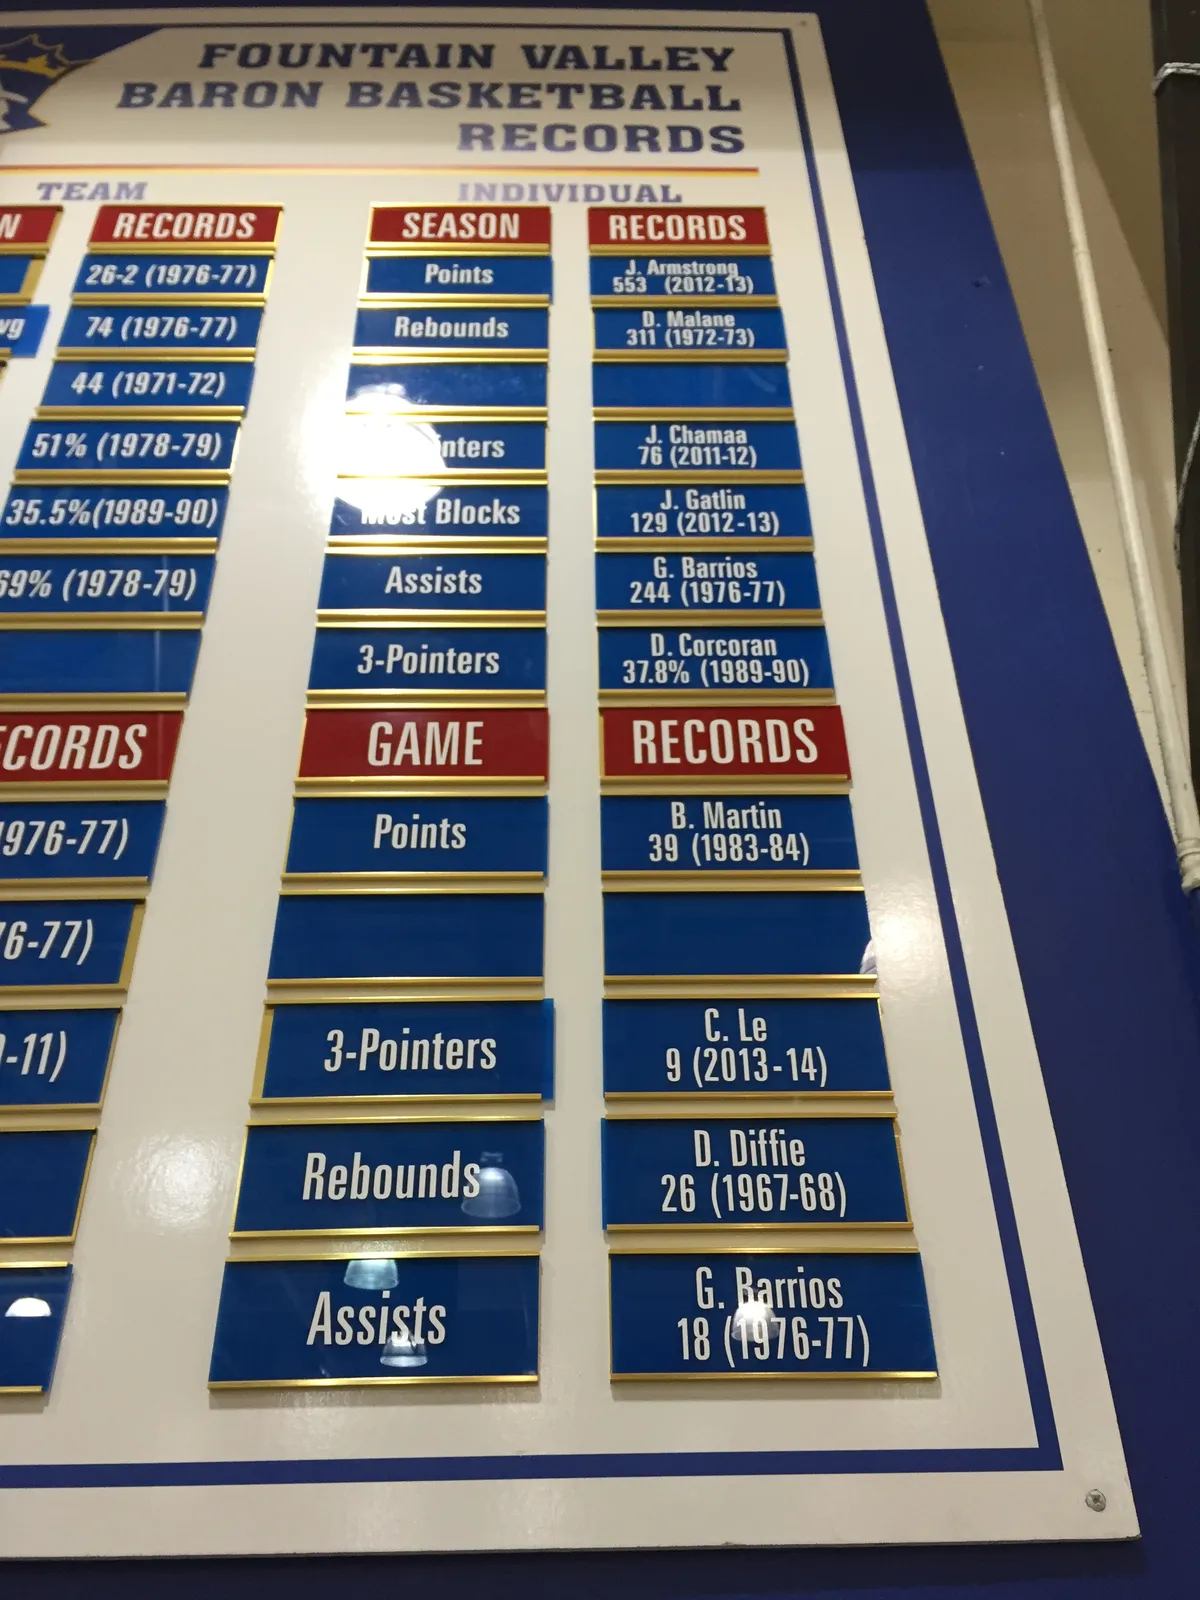 FOUNTAIN VALLEY
BARON BASKETBALL
RECORDS
TEAM
RECORDS
26-2 (1976-77)
74 (1976-77)
44 (1971-72)
51% (1978-79)
35.5%(1989-90)
69% (1978-79)
RECORDS
1976-77)
76-77)
-11)
INDIVIDUAL
SEASON RECORDS
Points J. Armstrong
553 (2012-13)
Rebounds D. Malane
311 (1972-73)
J. Chamaa
76 (2011-12)
Most Blocks J. Gatlin
129 (2012-13)
Assists G. Barrios
244 (1976-77)
3-Pointers D. Corcoran
37.8% (1989-90)
GAME RECORDS
Points B. Martin
39 (1983-84)
3-Pointers C. Le
9 (2013-14)
Rebounds D. Diffie
26 (1967-68)
Assists G. Barrios
18 (1976-77)